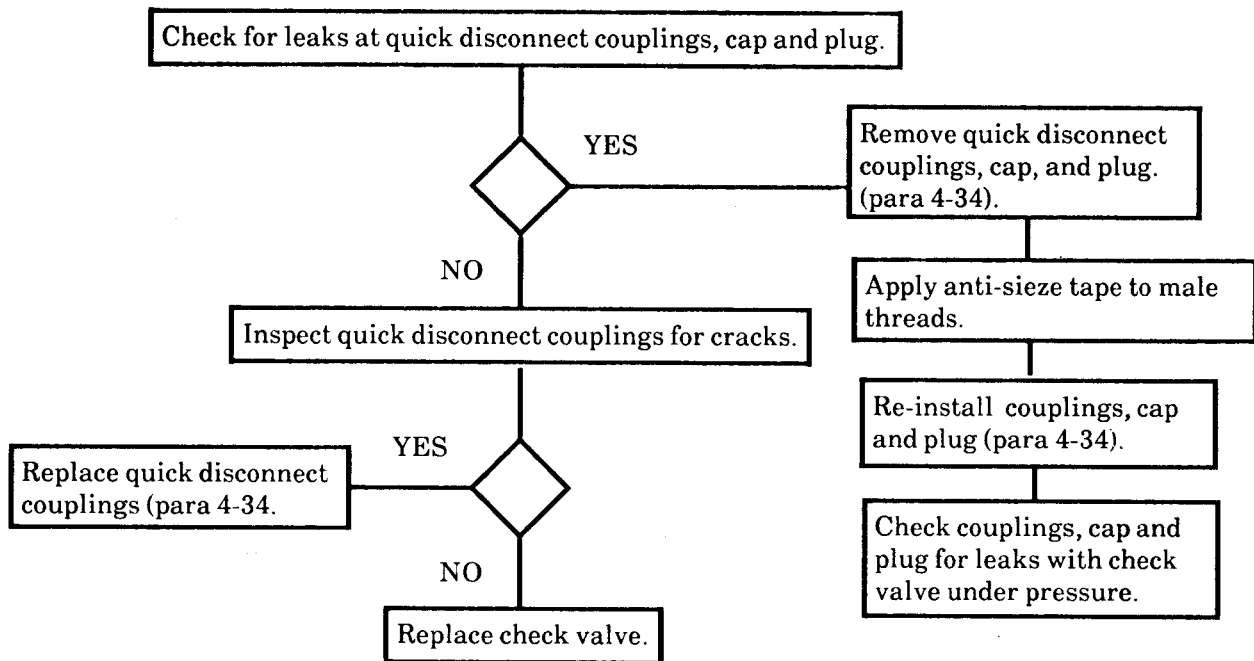 Check for leaks at quick disconnect couplings, cap and plug.
YES
Remove quick disconnect
couplings, cap, and plug.
(para 4-34).
NO
Apply anti-sieze tape to male
threads.
Inspect quick disconnect couplings for cracks.
Re-install couplings, cap
and plug (para 4-34).
YES
Replace quick disconnect
couplings (para 4-34.
Check couplings, cap and
plug for leaks with check
valve under pressure.
NO
Replace check valve.